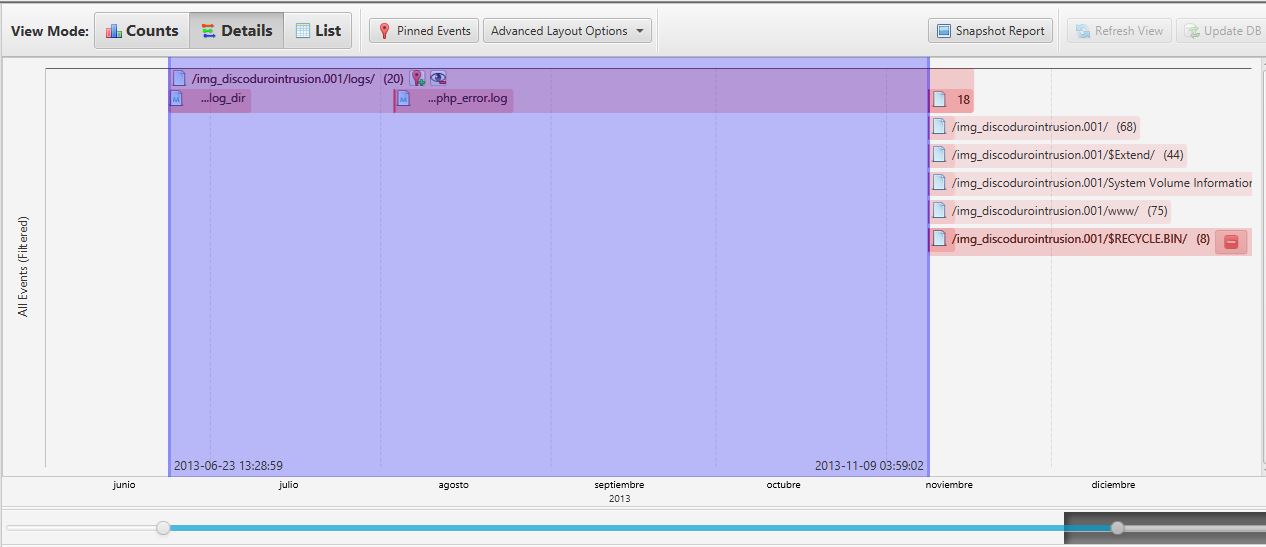 View Mode: Counts Details List Pinned Events Advanced Layout Options Snapshot Report Refresh View Update DB
/img_discodurointrusion.001/logs/ (20)
...log_dir ...php_error.log 18
/img_discodurointrusion.001/ (68)
/img_discodurointrusion.001/$Extend/ (44)
/img_discodurointrusion.001/System Volume Information
/img_discodurointrusion.001/www/ (75)
/img_discodurointrusion.001/$RECYCLE.BIN/ (8)
All Events (Filtered)
2013-06-23 13:28:59 2013-11-09 03:59:02
junio julio agosto septiembre octubre noviembre diciembre
2013